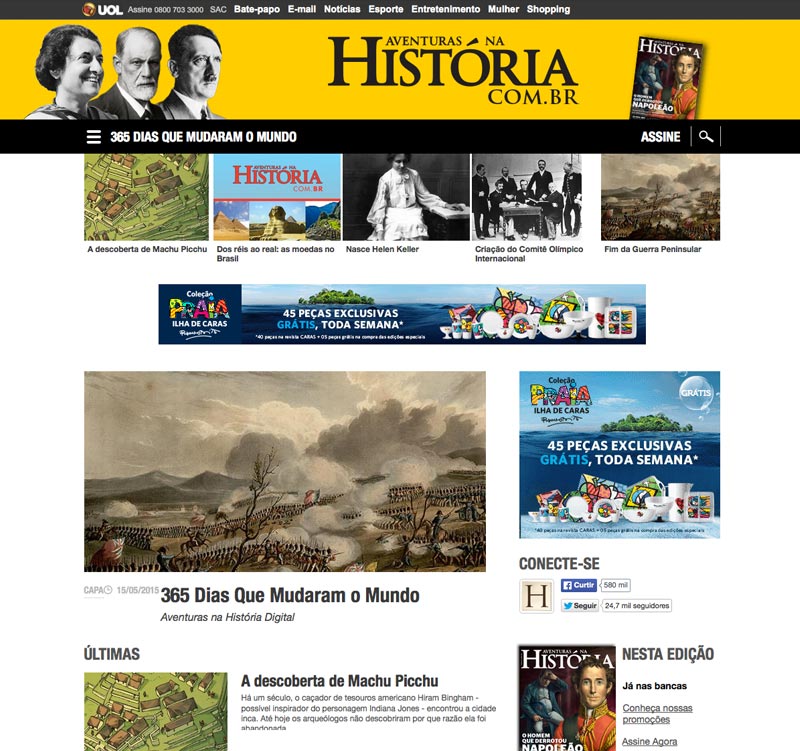 UOL Assine 0800 703 3000 SAC Bate-papo E-mail Notícias Esporte Entretenimento Mulher Shopping
AVENTURAS NA
HISTÓRIA
COM.BR
AVENTURAS NA
HISTÓRIA
O HOMEM
QUE DERROTOU
NAPOLEÃO
365 DIAS QUE MUDARAM O MUNDO
ASSINE
AVENTURAS NA
HISTÓRIA
COM.BR
A descoberta de Machu Picchu
Dos réis ao real: as moedas no
Brasil
Nasce Helen Keller
Criação do Comitê Olímpico
Internacional
Fim da Guerra Peninsular
Coleção
PRAIA
ILHA DE CARAS
45 PEÇAS EXCLUSIVAS
GRÁTIS, TODA SEMANA*
*40 peças na revista CARAS + 05 peças grátis na compra das edições especiais
Coleção
PRAIA
ILHA DE CARAS
GRÁTIS
45 PEÇAS EXCLUSIVAS
GRÁTIS, TODA SEMANA*
*40 peças na revista CARAS + 05 peças grátis na compra das edições especiais
CAPA 15/05/2015 365 Dias Que Mudaram o Mundo
Aventuras na História Digital
CONECTE-SE
H
Curtir 580 mil
Seguir 24,7 mil seguidores
ÚLTIMAS
A descoberta de Machu Picchu
Há um século, o caçador de tesouros americano Hiram Bingham -
possível inspirador do personagem Indiana Jones - encontrou a cidade
inca. Até hoje os arqueólogos não descobriram por que razão ela foi
abandonada
AVENTURAS NA
HISTÓRIA
O HOMEM
QUE DERROTOU
NAPOLEÃO
NESTA EDIÇÃO
Já nas bancas
Conheça nossas
promoções
Assine Agora